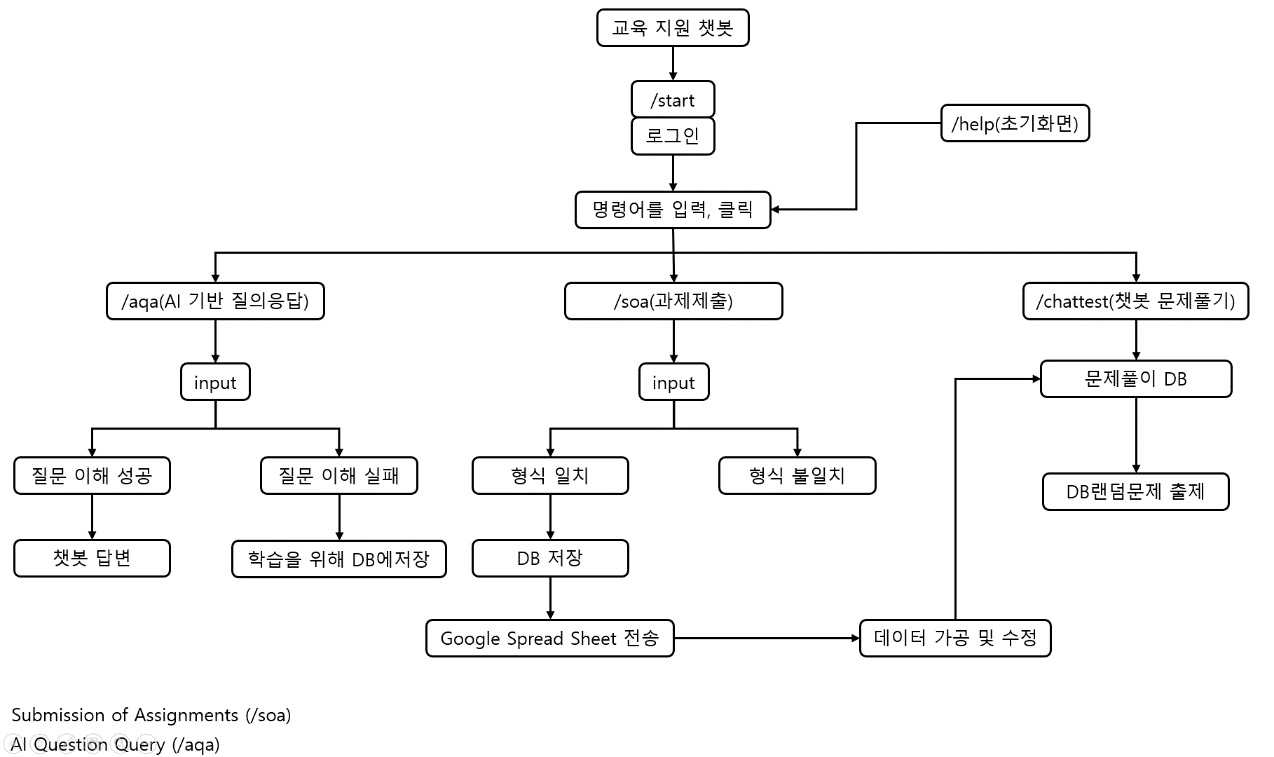 교육 지원 챗봇
/start
로그인
/help(초기화면)
명령어를 입력, 클릭
/aqa(AI 기반 질의응답)
/soa(과제제출)
/chattest(챗봇 문제풀기)
input
input
문제풀이 DB
질문 이해 성공
질문 이해 실패
형식 일치
형식 불일치
DB랜덤문제 출제
챗봇 답변
학습을 위해 DB에저장
DB 저장
Google Spread Sheet 전송
데이터 가공 및 수정
Submission of Assignments (/soa)
AI Question Query (/aqa)